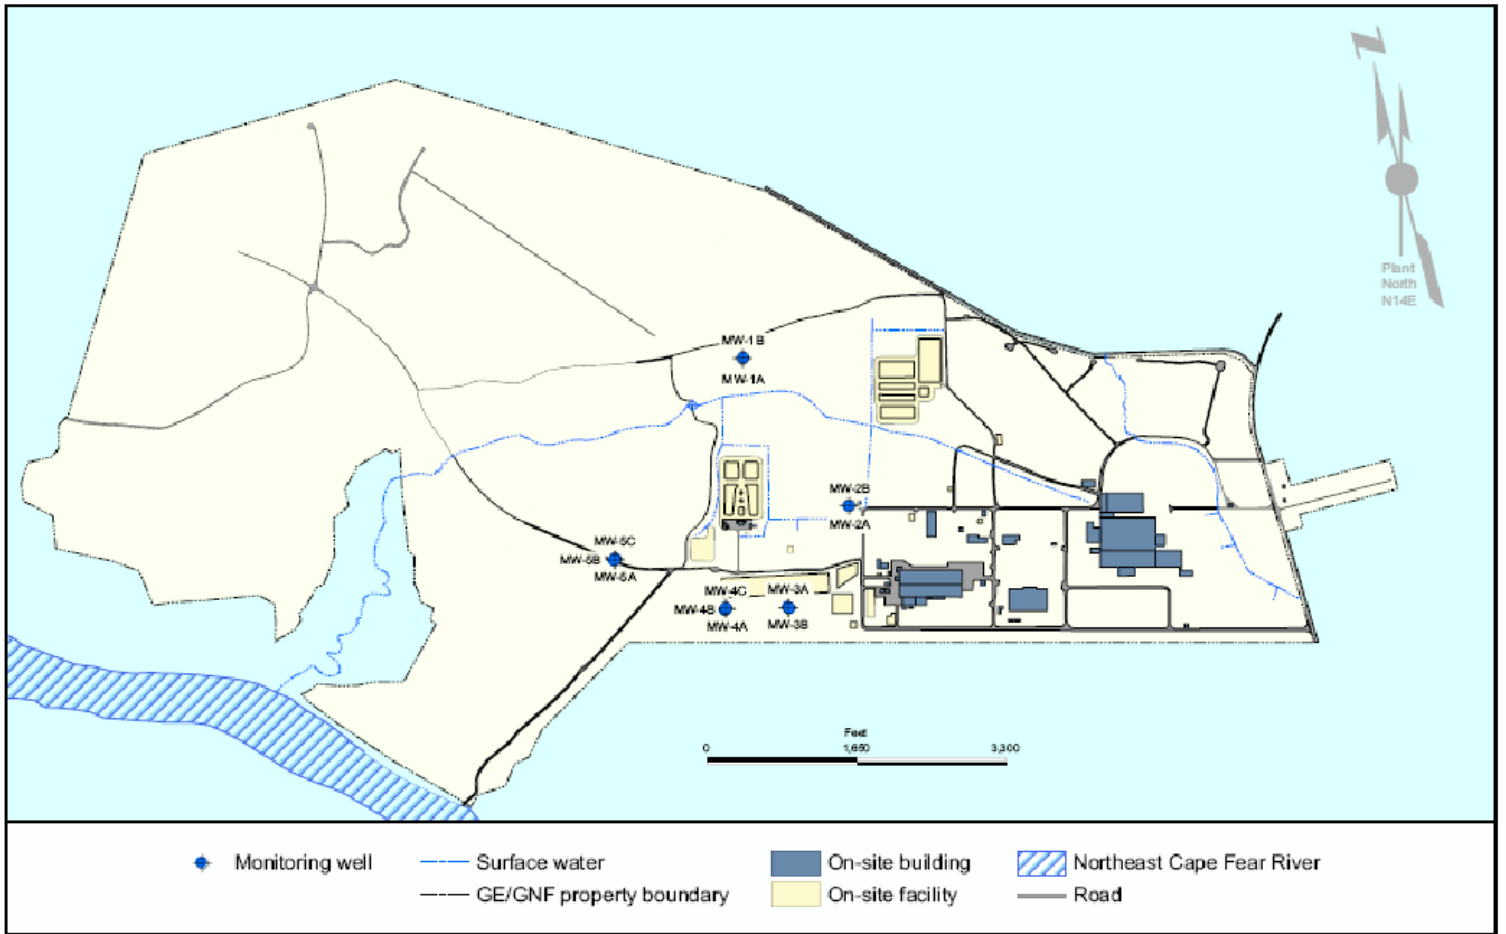 Z
Plant
North
N14E
MW-1B
MW-1A
MW-2B
MW-2A
MW-5C
MW-5B
MW-5A
MW-4C
MW-3A
MW-4B
MW-4A
MW-3B
Feet
0 1,650 3,300
Monitoring well
Surface water
On-site building
Northeast Cape Fear River
GE/GNF property boundary
On-site facility
Road